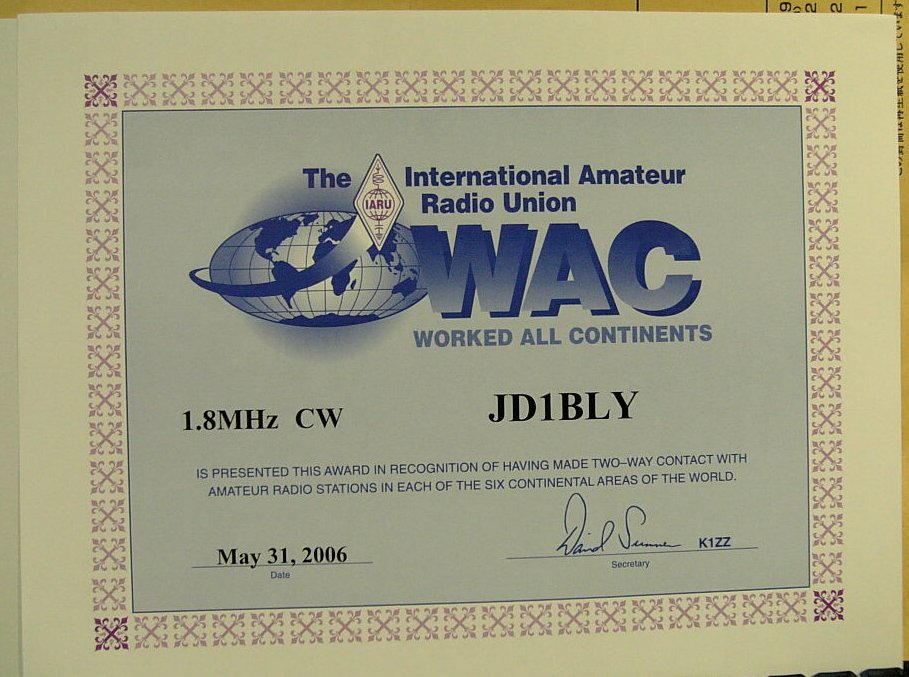 The International Amateur
IARU
Radio Union
WAC
WORKED ALL CONTINENTS
1.8MHz CW JD1BLY
IS PRESENTED THIS AWARD IN RECOGNITION OF HAVING MADE TWO–WAY CONTACT WITH
AMATEUR RADIO STATIONS IN EACH OF THE SIX CONTINENTAL AREAS OF THE WORLD.
May 31, 2006
Date
David Sumner K1ZZ
Secretary